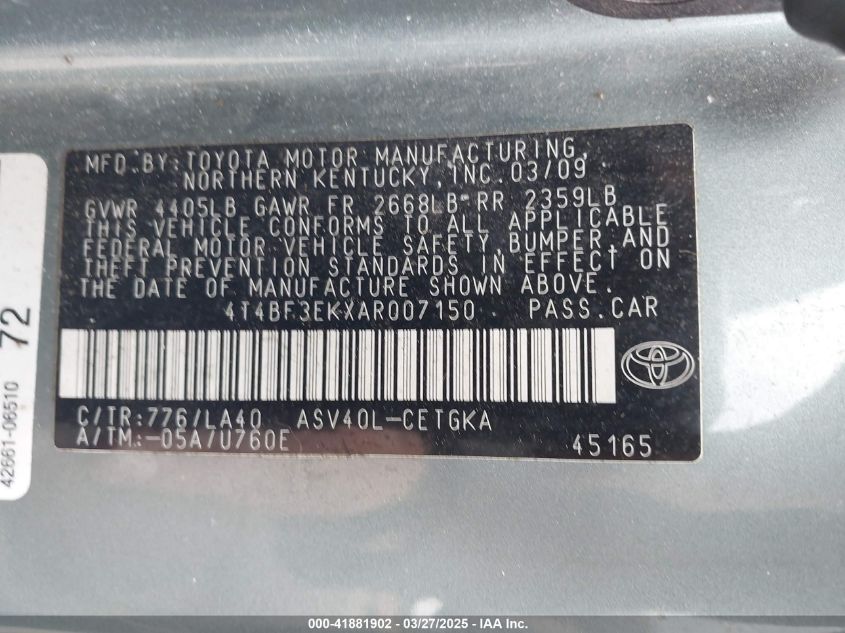 MFD. BY: TOYOTA MOTOR MANUFACTURING,
NORTHERN KENTUCKY, INC. 03/09
GVWR 4405LB GAWR FR 2668LB RR 2359LB
THIS VEHICLE CONFORMS TO ALL APPLICABLE
FEDERAL MOTOR VEHICLE SAFETY, BUMPER, AND
THEFT PREVENTION STANDARDS IN EFFECT ON
THE DATE OF MANUFACTURE SHOWN ABOVE.
4T4BF3EKXAR007150 PASS. CAR
C/TR: 776/LA40 ASV40L-CETGKA
A/TM: -05A/U760E 45165
72
42661-06510
000-41881902 - 03/27/2025 - IAA Inc.